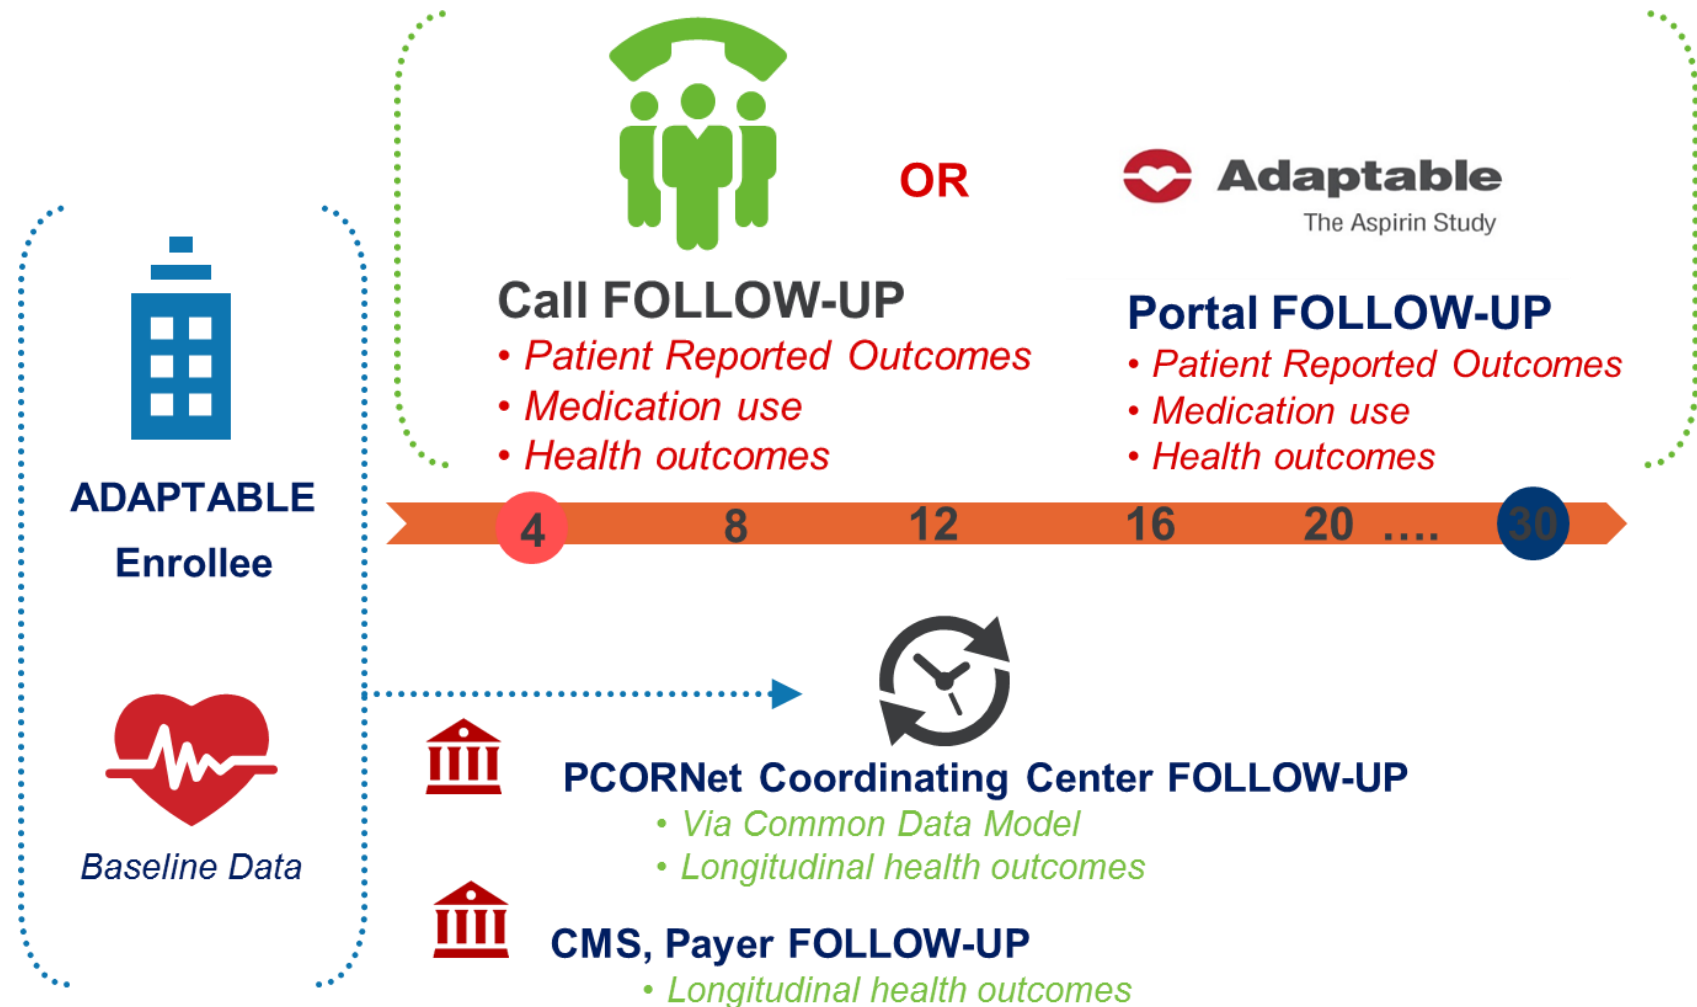 OR
Adaptable
The Aspirin Study
Call FOLLOW-UP
• Patient Reported Outcomes
• Medication use
• Health outcomes
Portal FOLLOW-UP
• Patient Reported Outcomes
• Medication use
• Health outcomes
ADAPTABLE
Enrollee
4 8 12 16 20 .... 30
Baseline Data
PCORNet Coordinating Center FOLLOW-UP
• Via Common Data Model
• Longitudinal health outcomes
CMS, Payer FOLLOW-UP
• Longitudinal health outcomes